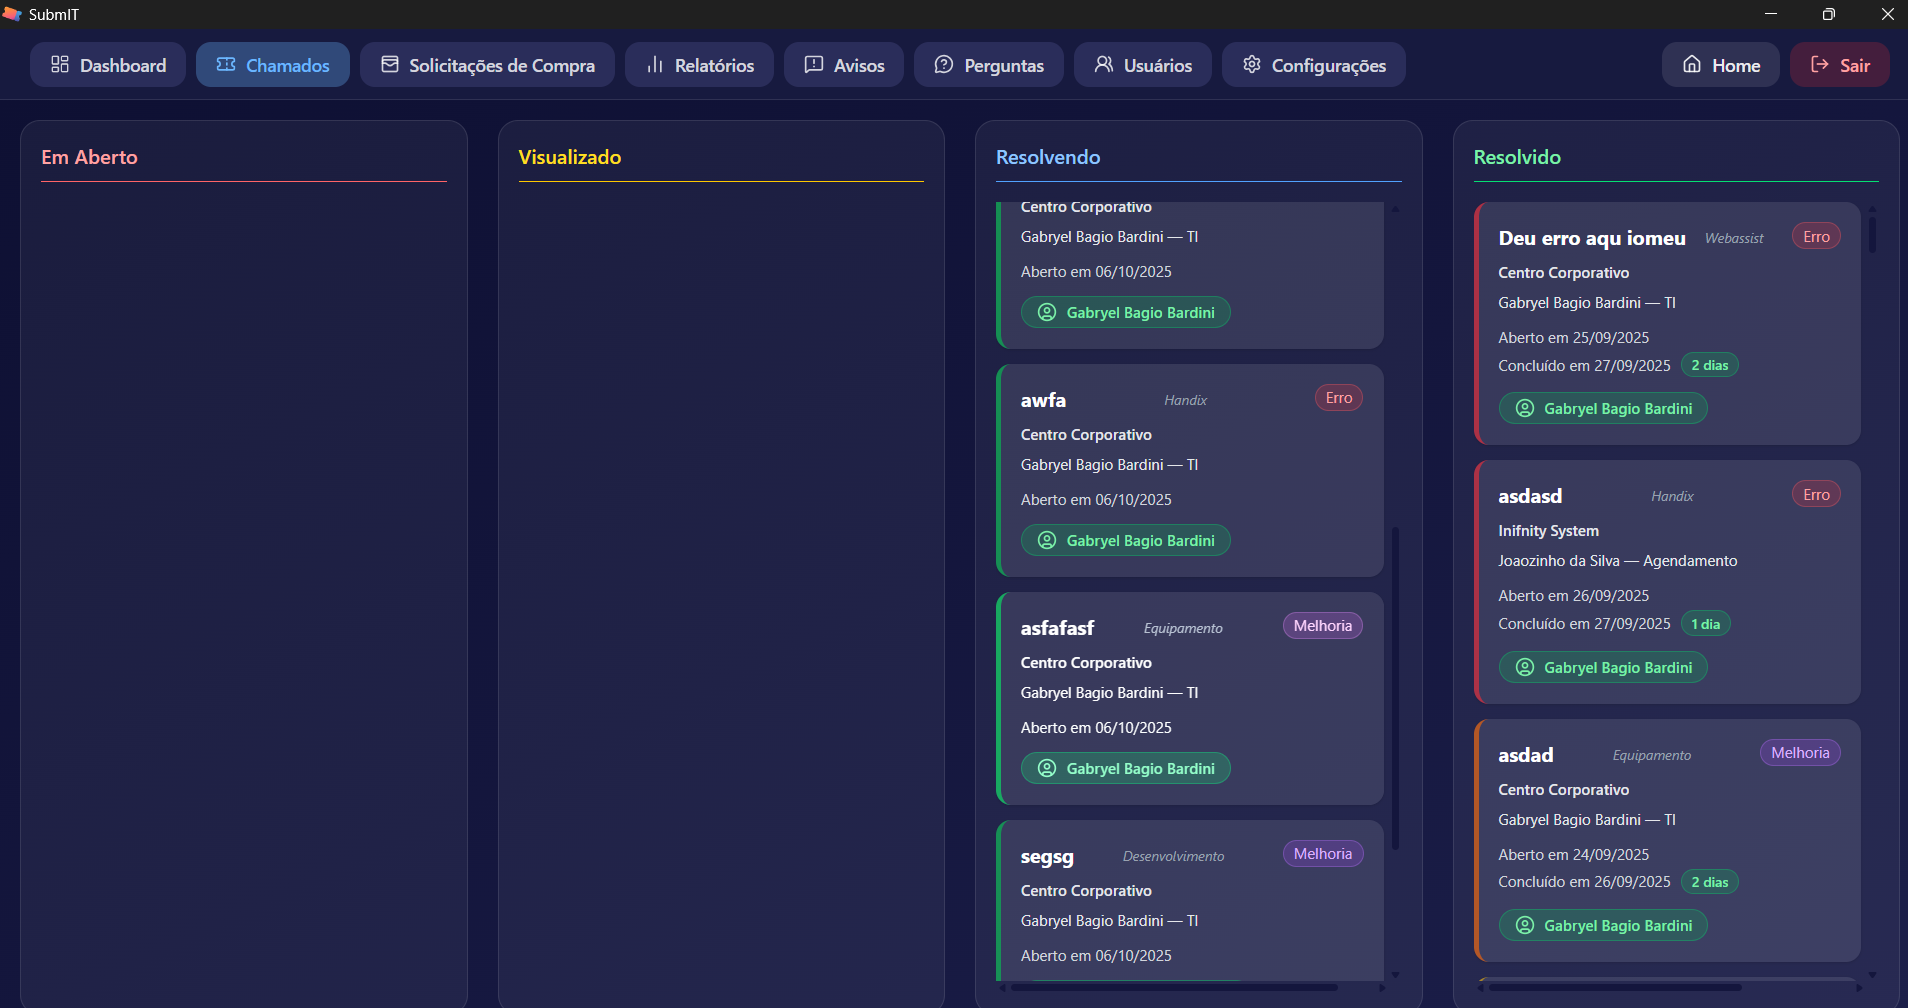 SubmIT
Dashboard
Chamados
Solicitações de Compra
Relatórios
Avisos
Perguntas
Usuários
Configurações
Home
Sair
Em Aberto
Visualizado
Resolvendo
Centro Corporativo
Gabryel Bagio Bardini — TI
Aberto em 06/10/2025
Gabryel Bagio Bardini
awfa Handix Erro
Centro Corporativo
Gabryel Bagio Bardini — TI
Aberto em 06/10/2025
Gabryel Bagio Bardini
asfafasf Equipamento Melhoria
Centro Corporativo
Gabryel Bagio Bardini — TI
Aberto em 06/10/2025
Gabryel Bagio Bardini
segsg Desenvolvimento Melhoria
Centro Corporativo
Gabryel Bagio Bardini — TI
Aberto em 06/10/2025
Resolvido
Deu erro aqu iomeu Webassist Erro
Centro Corporativo
Gabryel Bagio Bardini — TI
Aberto em 25/09/2025
Concluído em 27/09/2025 2 dias
Gabryel Bagio Bardini
asdasd Handix Erro
Inifnity System
Joaozinho da Silva — Agendamento
Aberto em 26/09/2025
Concluído em 27/09/2025 1 dia
Gabryel Bagio Bardini
asdad Equipamento Melhoria
Centro Corporativo
Gabryel Bagio Bardini — TI
Aberto em 24/09/2025
Concluído em 26/09/2025 2 dias
Gabryel Bagio Bardini